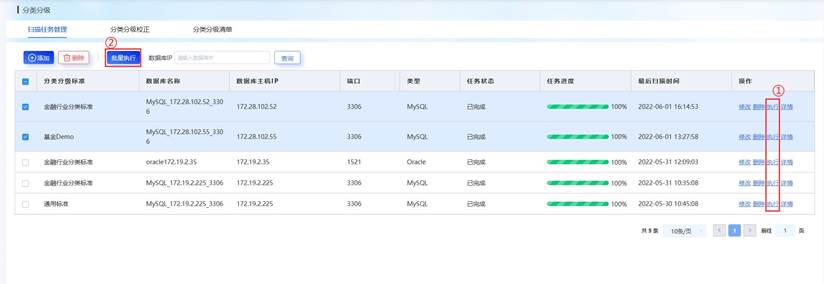 分类分级
扫描任务管理 分类分级校正 分类分级清单
②
添加 删除 批量执行 数据库IP 请输入数据库IP 查询
①
分类分级标准 数据库名称 数据库主机IP 端口 类型 任务状态 任务进度 最后扫描时间 操作
金融行业分类标准 MySQL_172.28.102.52_3306 172.28.102.52 3306 MySQL 已完成 100% 2022-06-01 16:14:53 修改 删除 执行 详情
基金Demo MySQL_172.28.102.55_3306 172.28.102.55 3306 MySQL 已完成 100% 2022-06-01 13:27:58 修改 删除 执行 详情
金融行业分类标准 oracle172.19.2.35 172.19.2.35 1521 Oracle 已完成 100% 2022-05-31 12:09:03 修改 删除 执行 详情
金融行业分类标准 MySQL_172.19.2.225_3306 172.19.2.225 3306 MySQL 已完成 100% 2022-05-31 10:35:08 修改 删除 执行 详情
通用标准 MySQL_172.19.2.225_3306 172.19.2.225 3306 MySQL 已完成 100% 2022-05-30 10:45:08 修改 删除 执行 详情
共 5 条 10条/页 1 前往 1 页